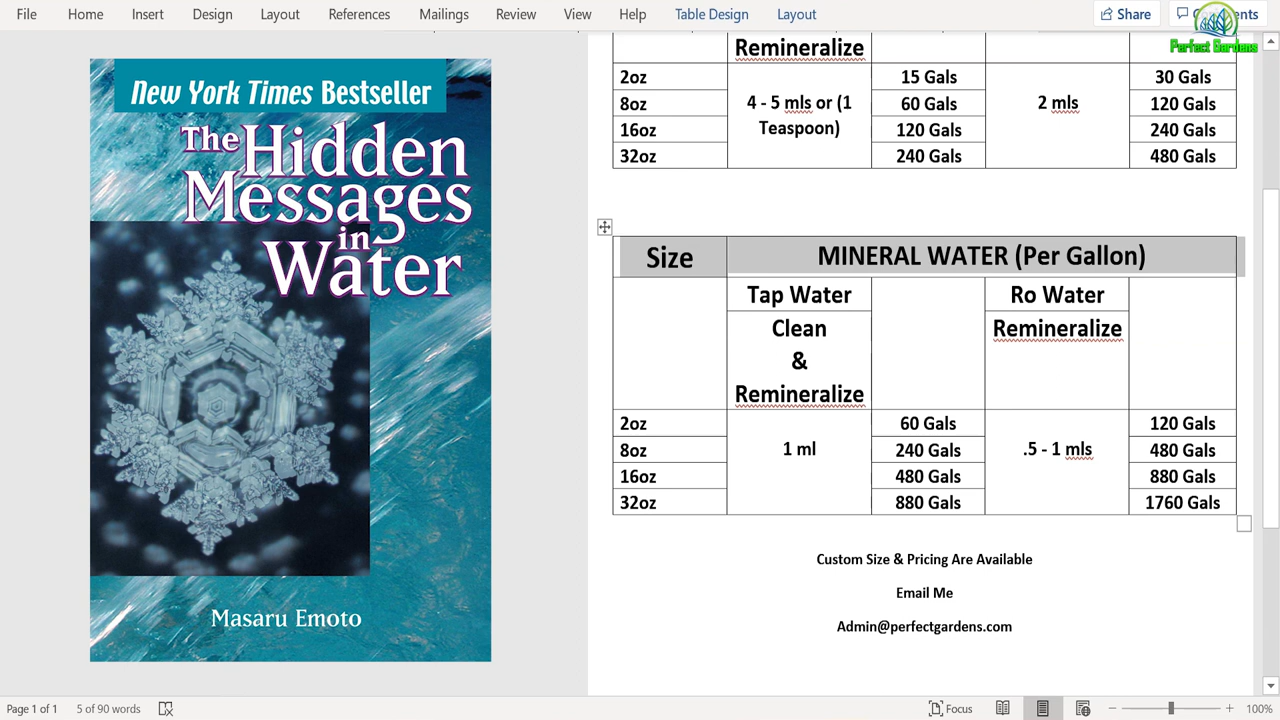 File Home Insert Design Layout References Mailings Review View Help Table Design Layout Share
Perfect Gardens
New York Times Bestseller
The Hidden
Messages
in
Water
Masaru Emoto
Remineralize
2oz 15 Gals 30 Gals
8oz 4 - 5 mls or (1 60 Gals 2 mls 120 Gals
16oz Teaspoon) 120 Gals 240 Gals
32oz 240 Gals 480 Gals
Size MINERAL WATER (Per Gallon)
Tap Water Ro Water
Clean Remineralize
&
Remineralize
2oz 60 Gals 120 Gals
8oz 1 ml 240 Gals .5 - 1 mls 480 Gals
16oz 480 Gals 880 Gals
32oz 880 Gals 1760 Gals
Custom Size & Pricing Are Available
Email Me
Admin@perfectgardens.com
Page 1 of 1 5 of 90 words Focus 100%